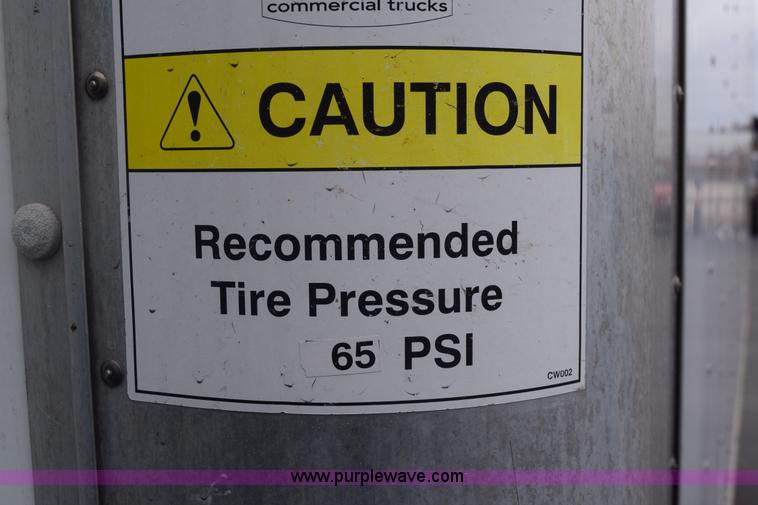 commercial trucks
CAUTION
Recommended
Tire Pressure
65 PSI
CW002
www.purplewave.com